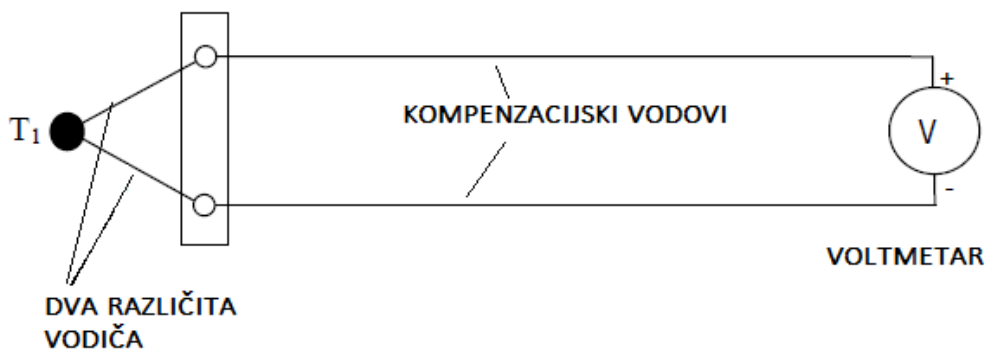 T₁
KOMPENZACIJSKI VODOVI
+
V
-
VOLTMETAR
DVA RAZLIČITA
VODIČA